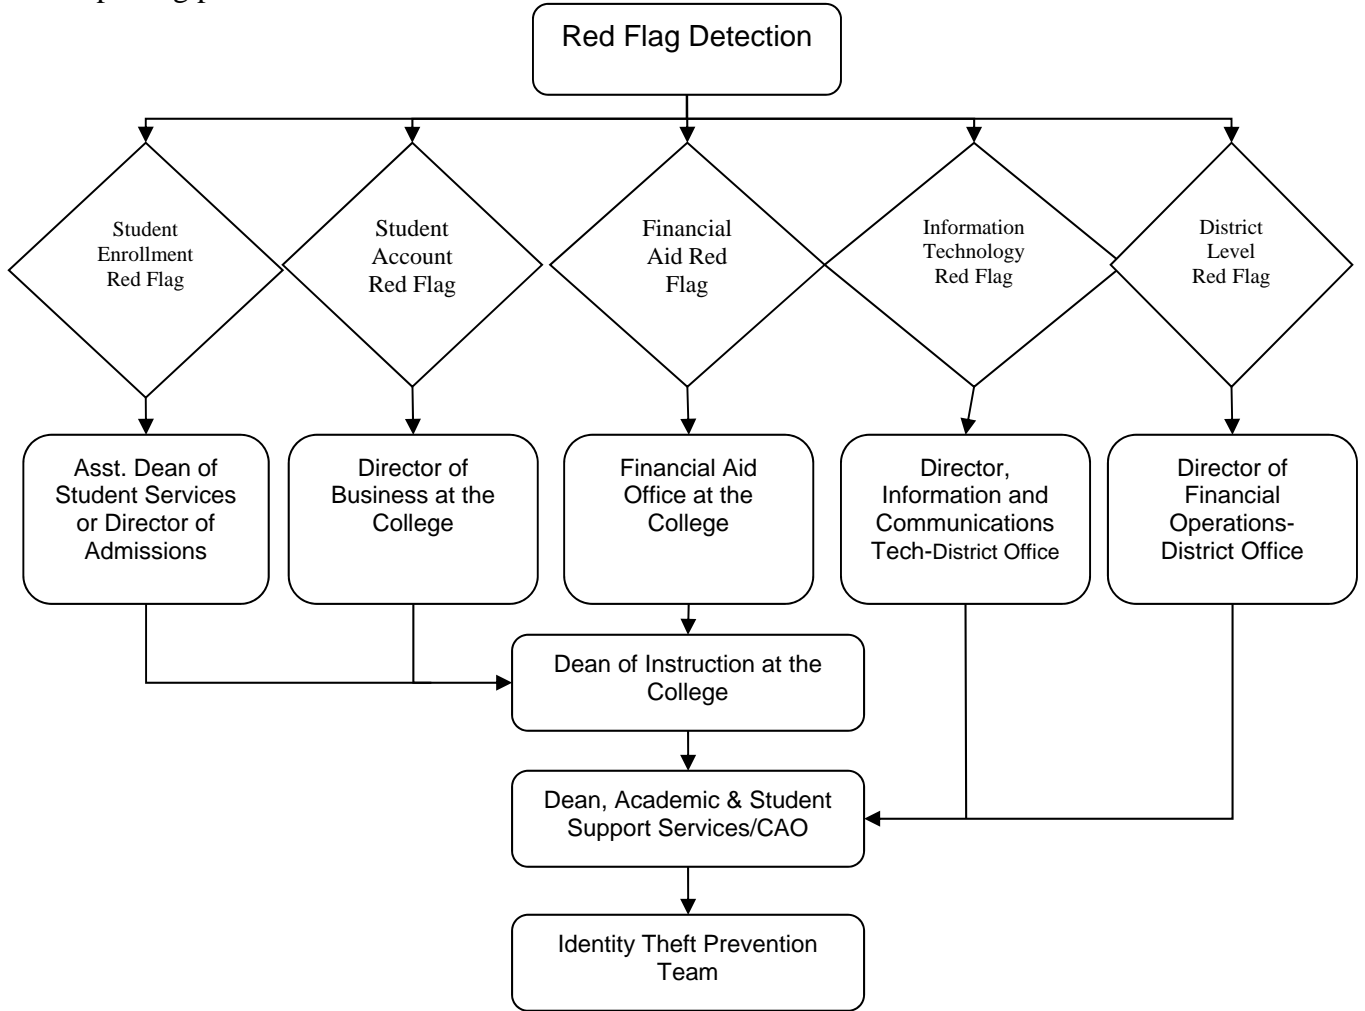 Red Flag Detection
Student
Enrollment
Red Flag
Student
Account
Red Flag
Financial
Aid Red
Flag
Information
Technology
Red Flag
District
Level
Red Flag
Asst. Dean of
Student Services
or Director of
Admissions
Director of
Business at the
College
Financial Aid
Office at the
College
Director,
Information and
Communications
Tech-District Office
Director of
Financial
Operations-
District Office
Dean of Instruction at the
College
Dean, Academic & Student
Support Services/CAO
Identity Theft Prevention
Team